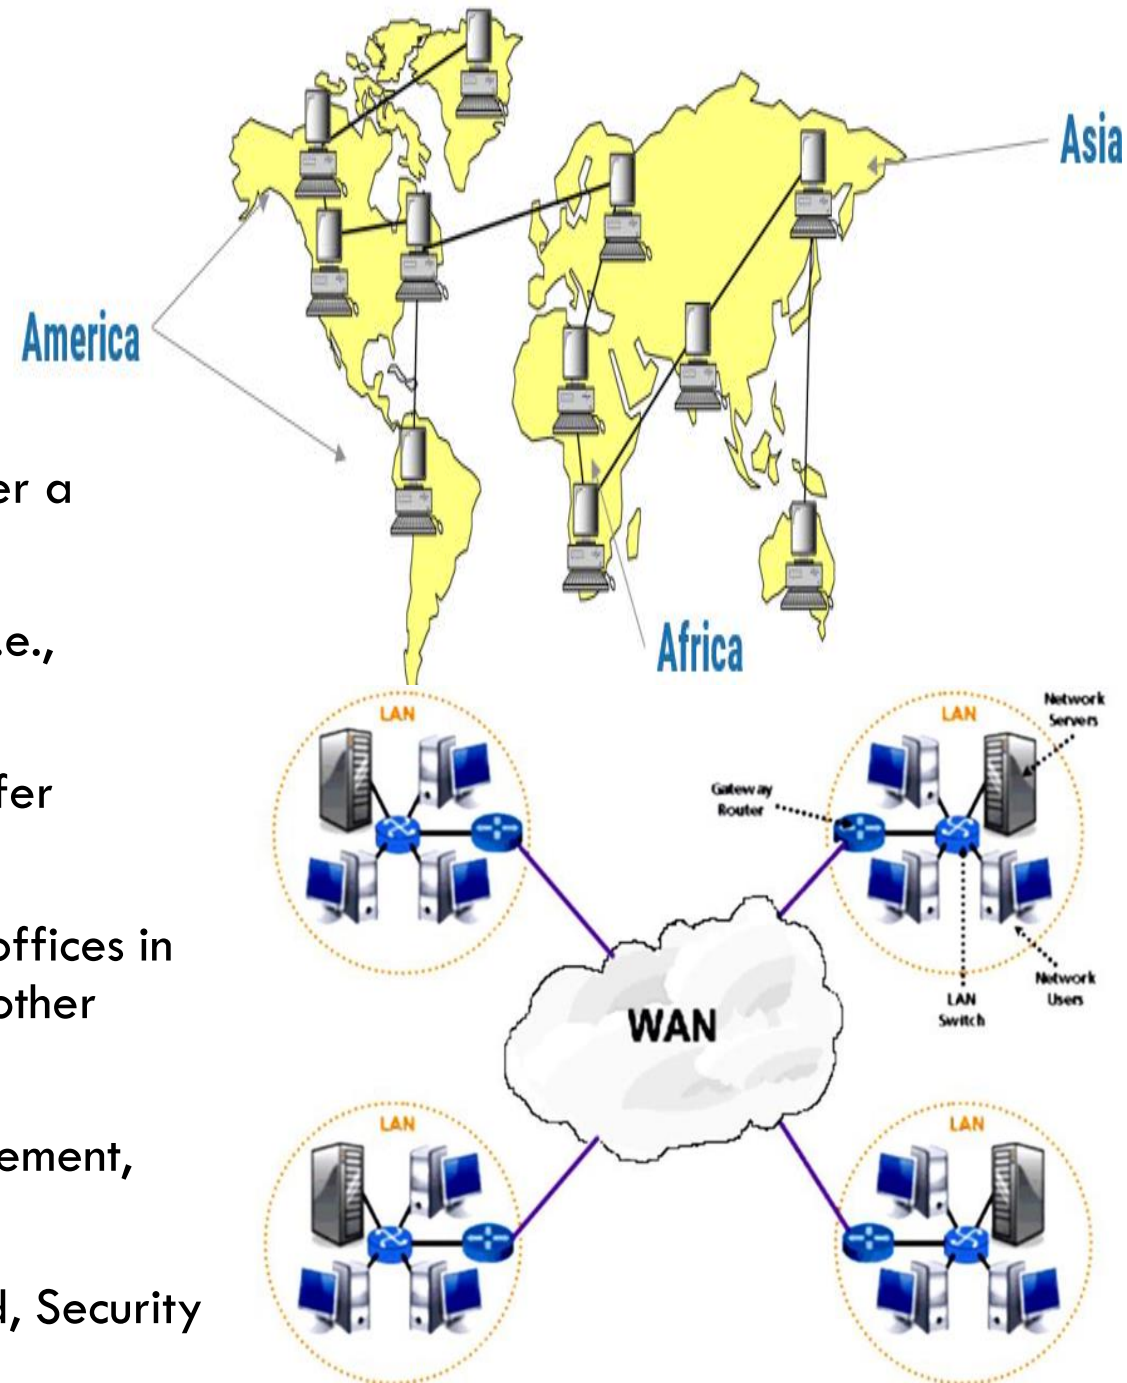 Asia
America
er a
.e.,
Africa
fer
offices in
other
ement,
d, Security
LAN
LAN
Network
Servers
Gateway
Router
WAN
LAN
Switch
Network
Users
LAN
LAN